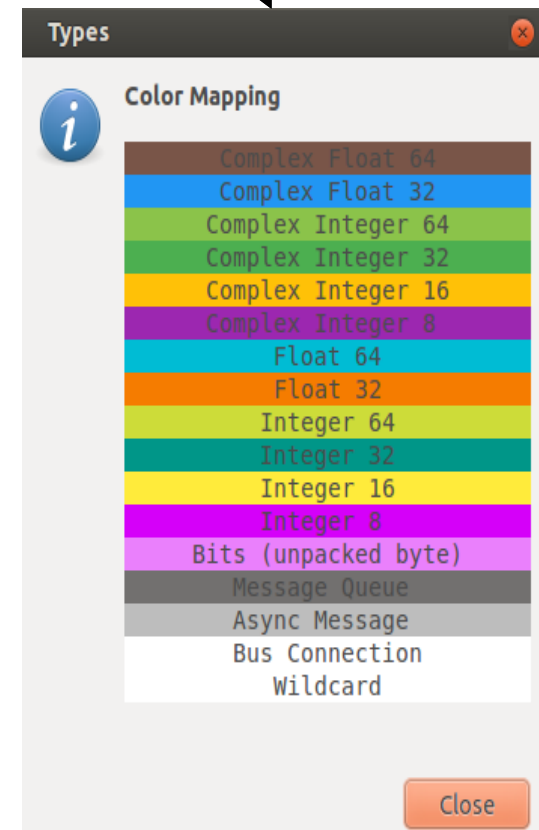 Types
Color Mapping
Complex Float 64
Complex Float 32
Complex Integer 64
Complex Integer 32
Complex Integer 16
Complex Integer 8
Float 64
Float 32
Integer 64
Integer 32
Integer 16
Integer 8
Bits (unpacked byte)
Message Queue
Async Message
Bus Connection
Wildcard
Close